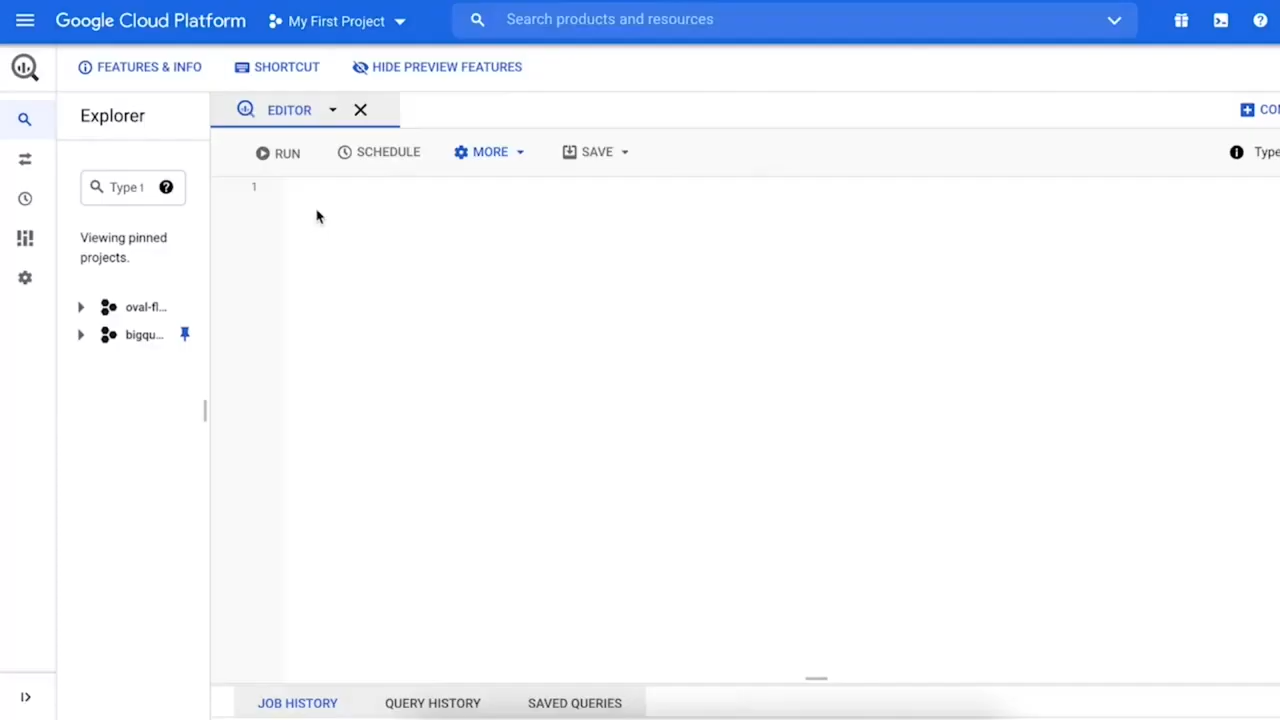 Google Cloud Platform
My First Project
Search products and resources
FEATURES & INFO
SHORTCUT
HIDE PREVIEW FEATURES
Explorer
EDITOR
RUN
SCHEDULE
MORE
SAVE
Type
1
Viewing pinned
projects.
oval-fl...
bigqu...
JOB HISTORY
QUERY HISTORY
SAVED QUERIES